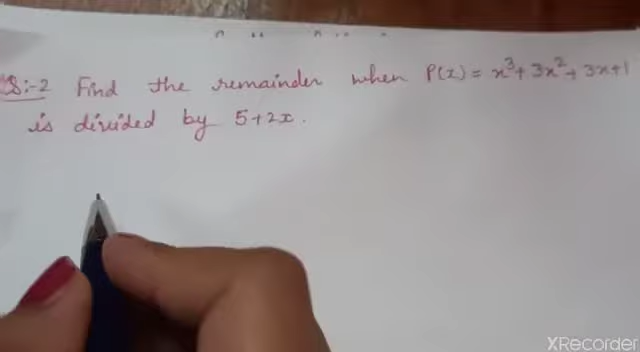 Q:-2 Find the remainder when P(x) = x³+3x²+3x+1
is divided by 5+2x.
XRecorder